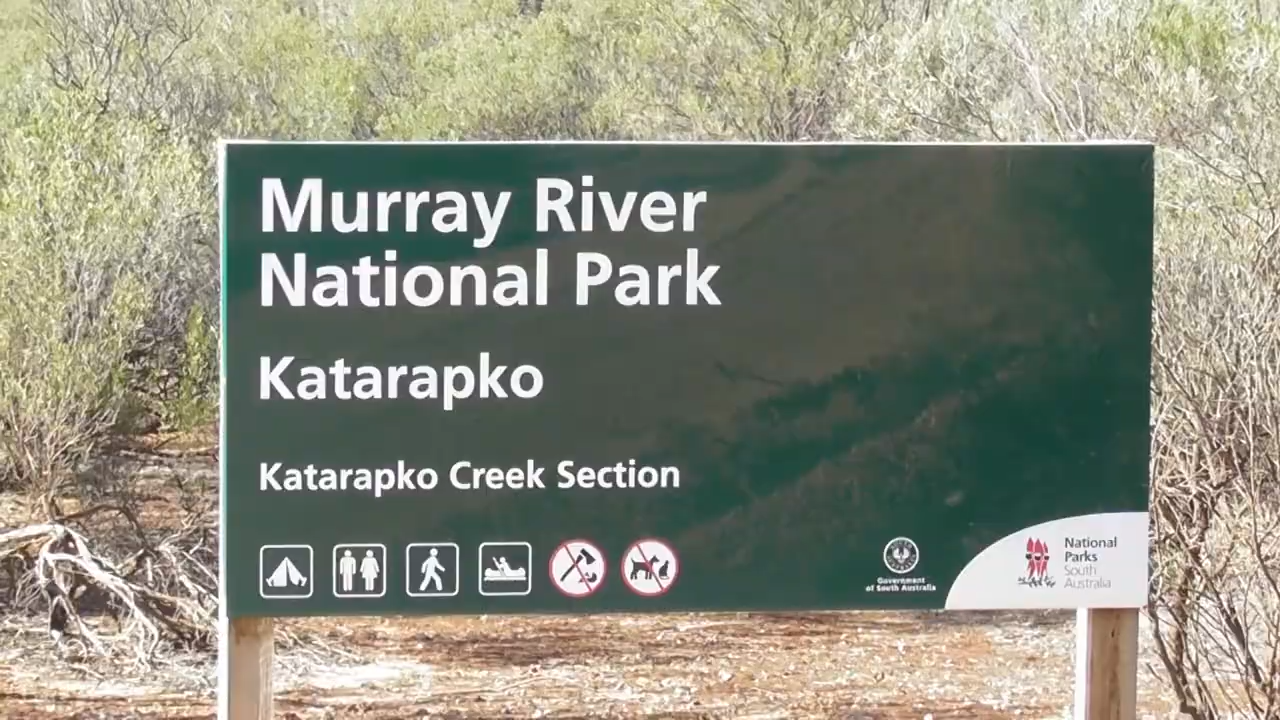 Murray River
National Park
Katarapko
Katarapko Creek Section
Government
of South Australia
National
Parks
South
Australia